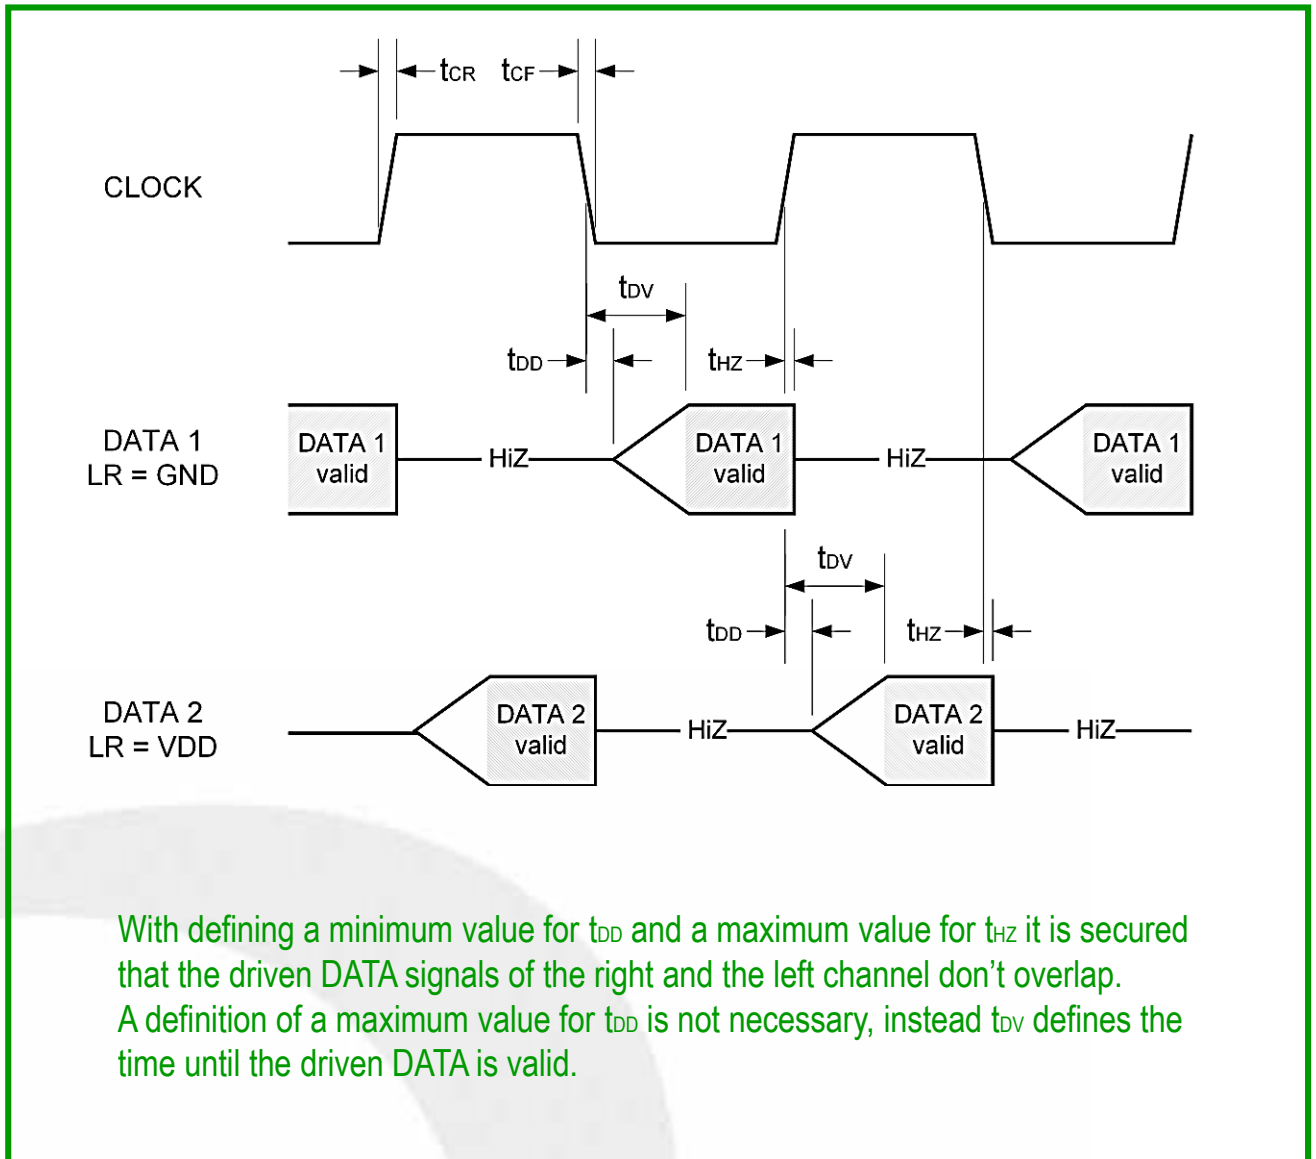 tCR tCF
CLOCK
tDV
tDD tHZ
DATA 1
LR = GND
DATA 1
valid
HiZ
DATA 1
valid
HiZ
DATA 1
valid
tDV
tDD tHZ
DATA 2
LR = VDD
DATA 2
valid
HiZ
DATA 2
valid
HiZ
With defining a minimum value for tDD and a maximum value for tHZ it is secured
that the driven DATA signals of the right and the left channel don’t overlap.
A definition of a maximum value for tDD is not necessary, instead tDV defines the
time until the driven DATA is valid.